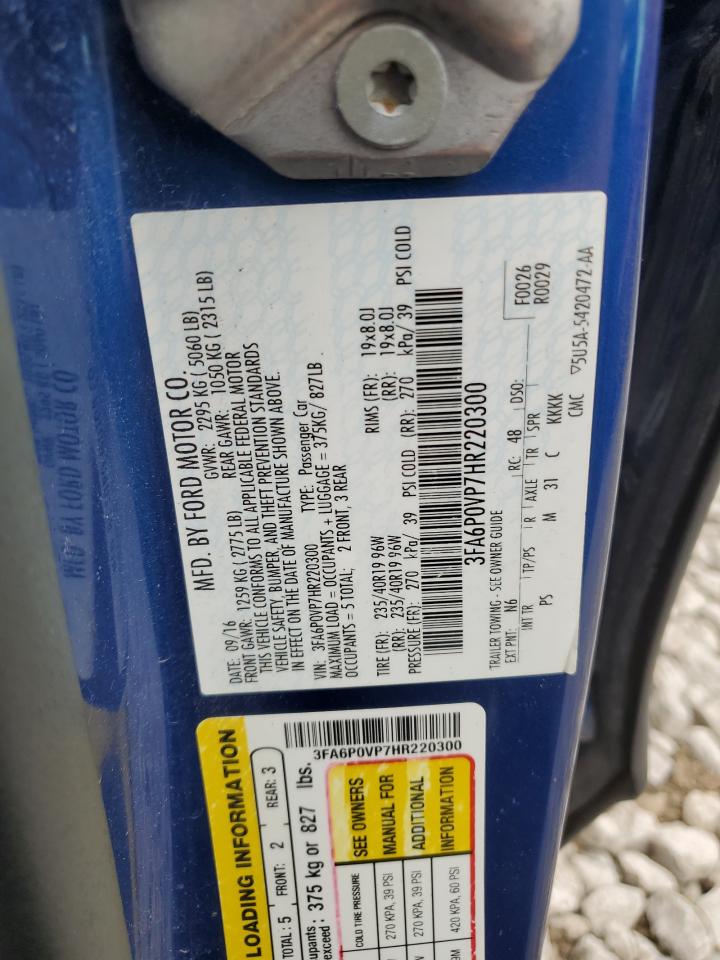 MFD. BY FORD MOTOR CO.
DATE: 09/16 GVWR: 2295 KG ( 5060 LB)
FRONT GAWR: 1259 KG ( 2775 LB) REAR GAWR: 1050 KG ( 2315 LB)
THIS VEHICLE CONFORMS TO ALL APPLICABLE FEDERAL MOTOR
VEHICLE SAFETY, BUMPER, AND THEFT PREVENTION STANDARDS
IN EFFECT ON THE DATE OF MANUFACTURE SHOWN ABOVE.
VIN: 3FA6P0VP7HR220300 TYPE: Passenger Car
MAXIMUM LOAD = OCCUPANTS + LUGGAGE = 375KG/ 827LB
OCCUPANTS = 5 TOTAL; 2 FRONT, 3 REAR
TIRE (FR): 235/40R19 96W RIMS (FR): 19x8.0J
(RR): 235/40R19 96W (RR): 19x8.0J
PRESSURE (FR): 270 kPa/ 39 PSI COLD (RR): 270 kPa/ 39 PSI COLD
3FA6P0VP7HR220300
TRAILER TOWING - SEE OWNER GUIDE
EXT PNT: N6 RC: 48 DSO: F0026
R0029
INT TR TP/PS R AXLE TR SPR
PS M 31 C KKKK
CMC ▽5U5A-5420472-AA
LOADING INFORMATION
TOTAL : 5 FRONT: 2 REAR: 3
upants : 375 kg or 827 lbs.
exceed :
3FA6P0VP7HR220300
COLD TIRE PRESSURE SEE OWNERS
270 KPA, 39 PSI MANUAL FOR
270 KPA, 39 PSI ADDITIONAL
420 KPA, 60 PSI INFORMATION